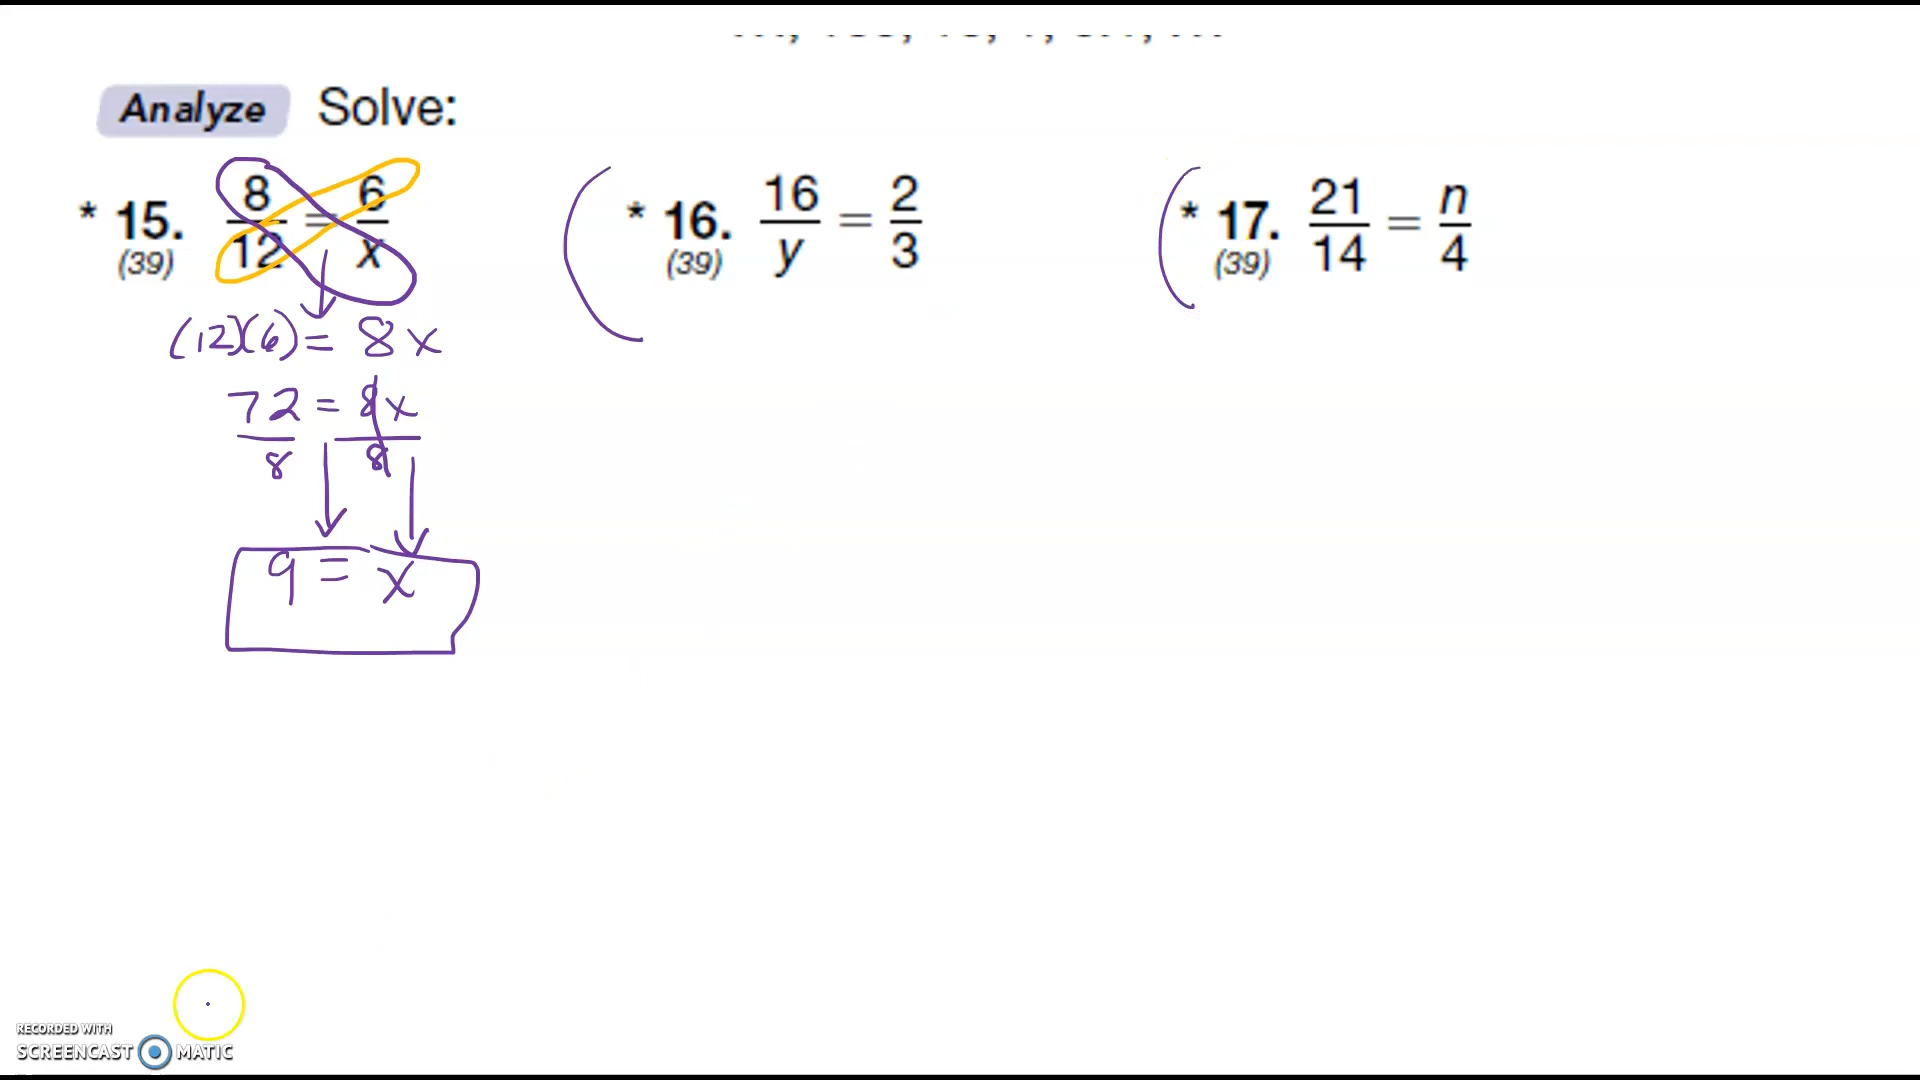 Analyze Solve:
* 15. 8/12 = 6/x
(39)
* 16. 16/y = 2/3
(39)
* 17. 21/14 = n/4
(39)
(12)(6) = 8x
72 = 8x
8 8
9 = x
RECORDED WITH
SCREENCAST MATIC